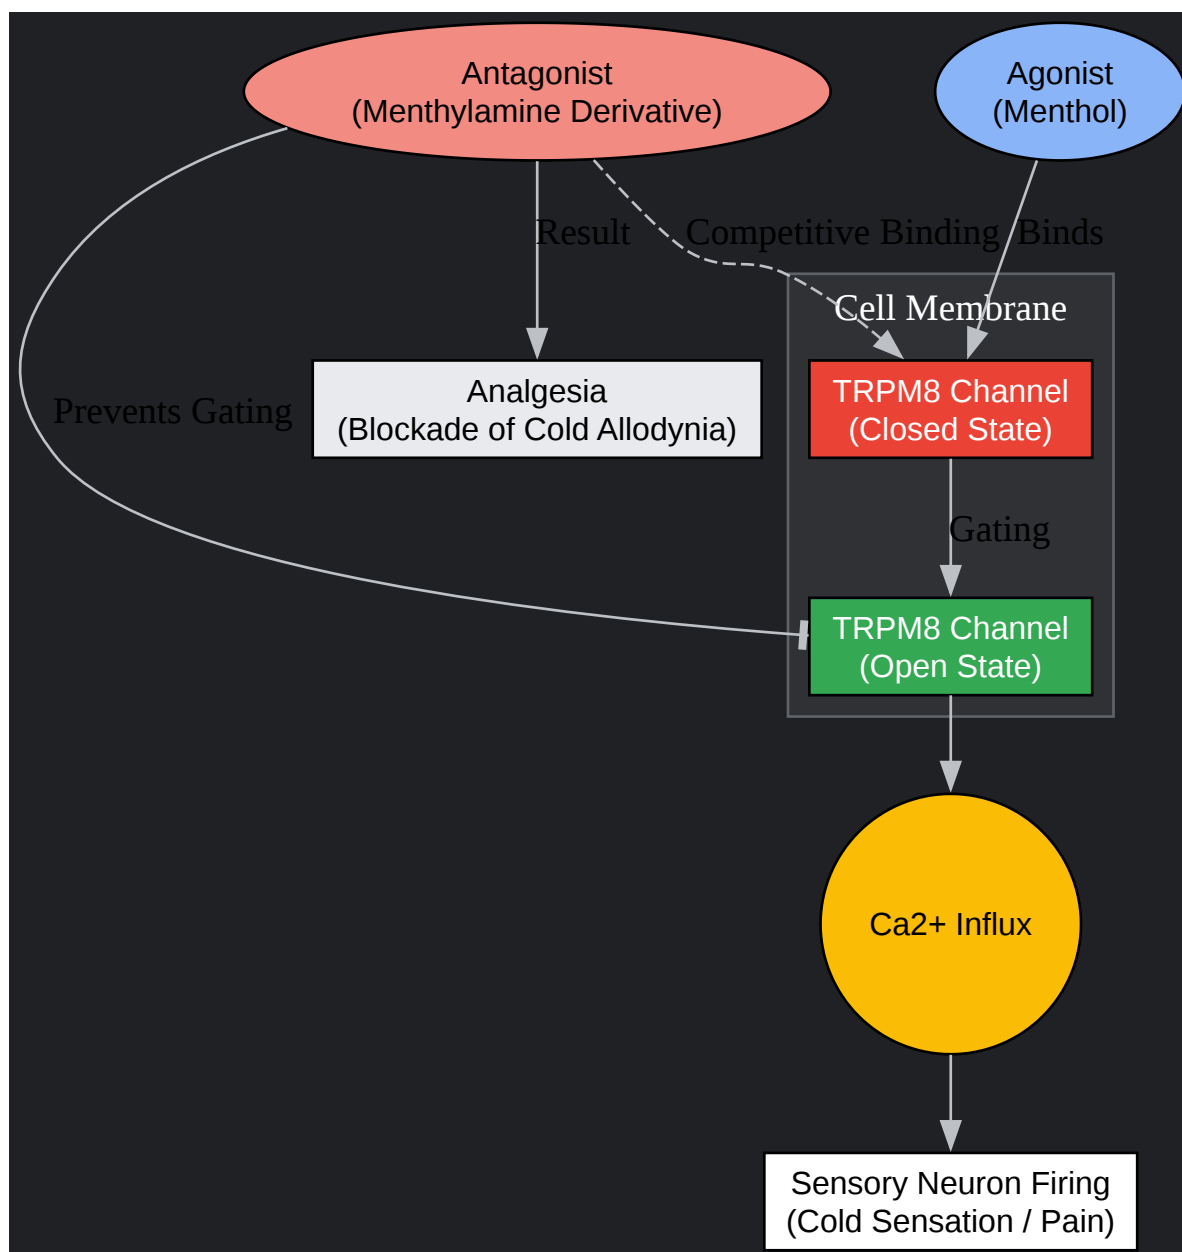 Antagonist
(Menthylamine Derivative)
Agonist
(Menthol)
Result
Competitive Binding
Binds
Cell Membrane
Prevents Gating
Analgesia
(Blockade of Cold Allodynia)
TRPM8 Channel
(Closed State)
Gating
TRPM8 Channel
(Open State)
Ca2+ Influx
Sensory Neuron Firing
(Cold Sensation / Pain)